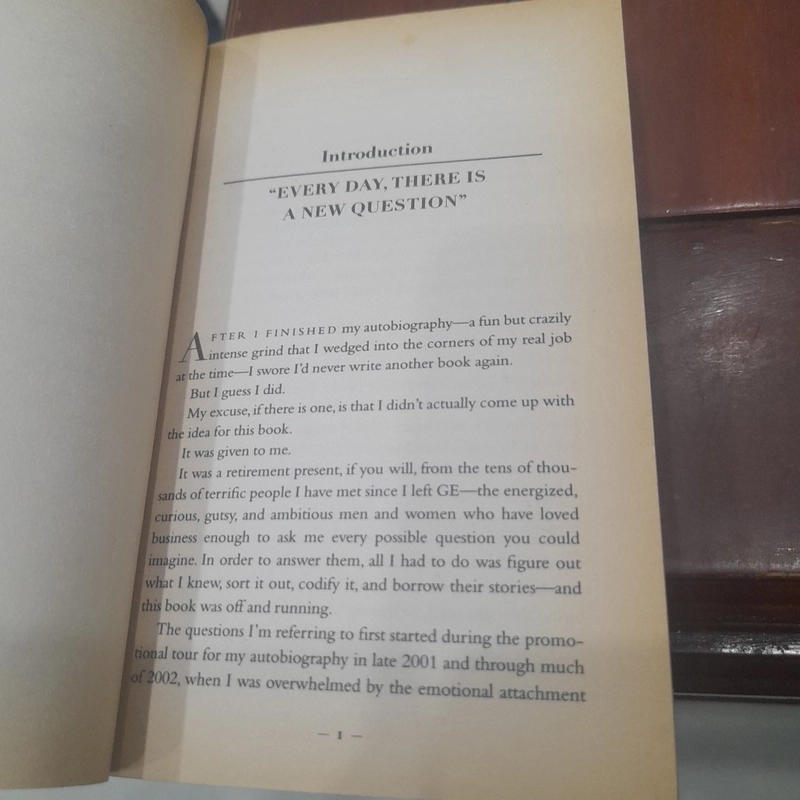 Introduction
“EVERY DAY, THERE IS
A NEW QUESTION”
AFTER I FINISHED my autobiography—a fun but crazily
intense grind that I wedged into the corners of my real job
at the time—I swore I’d never write another book again.
But I guess I did.
My excuse, if there is one, is that I didn’t actually come up with
the idea for this book.
It was given to me.
It was a retirement present, if you will, from the tens of thou-
sands of terrific people I have met since I left GE—the energized,
curious, gutsy, and ambitious men and women who have loved
business enough to ask me every possible question you could
imagine. In order to answer them, all I had to do was figure out
what I knew, sort it out, codify it, and borrow their stories—and
this book was off and running.
The questions I’m referring to first started during the promo-
tional tour for my autobiography in late 2001 and through much
of 2002, when I was overwhelmed by the emotional attachment
— 1 —